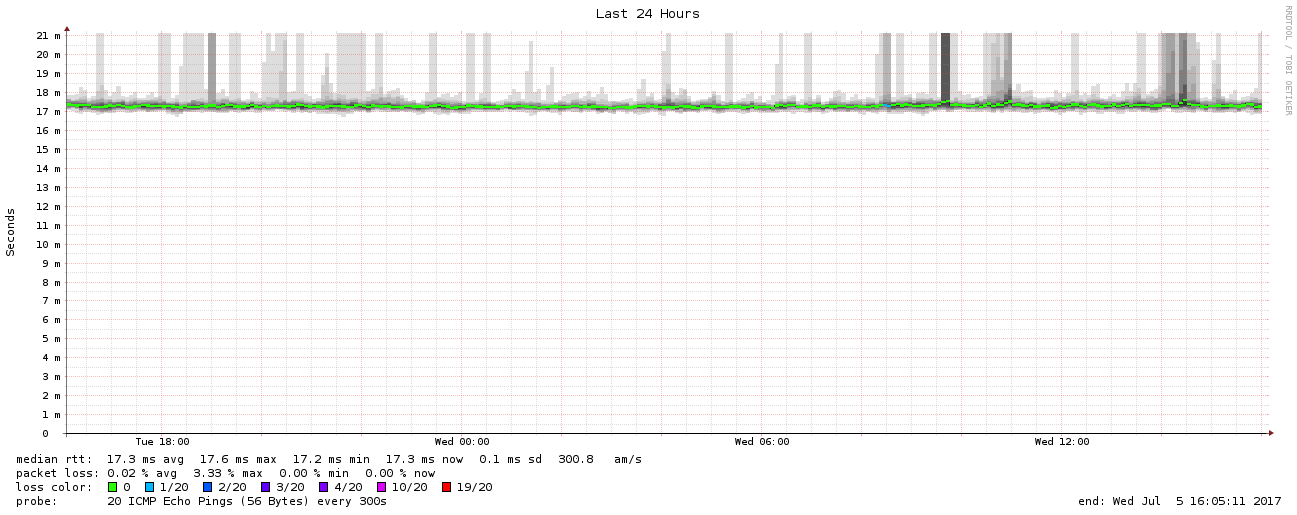 Last 24 Hours
RRDTOOL / TOBI OETIKER
Seconds
21 m
20 m
19 m
18 m
17 m
16 m
15 m
14 m
13 m
12 m
11 m
10 m
9 m
8 m
7 m
6 m
5 m
4 m
3 m
2 m
1 m
0
Tue 18:00 Wed 00:00 Wed 06:00 Wed 12:00
median rtt: 17.3 ms avg 17.6 ms max 17.2 ms min 17.3 ms now 0.1 ms sd 300.8 am/s
packet loss: 0.02 % avg 3.33 % max 0.00 % min 0.00 % now
loss color: 0 1/20 2/20 3/20 4/20 10/20 19/20
probe: 20 ICMP Echo Pings (56 Bytes) every 300s end: Wed Jul 5 16:05:11 2017